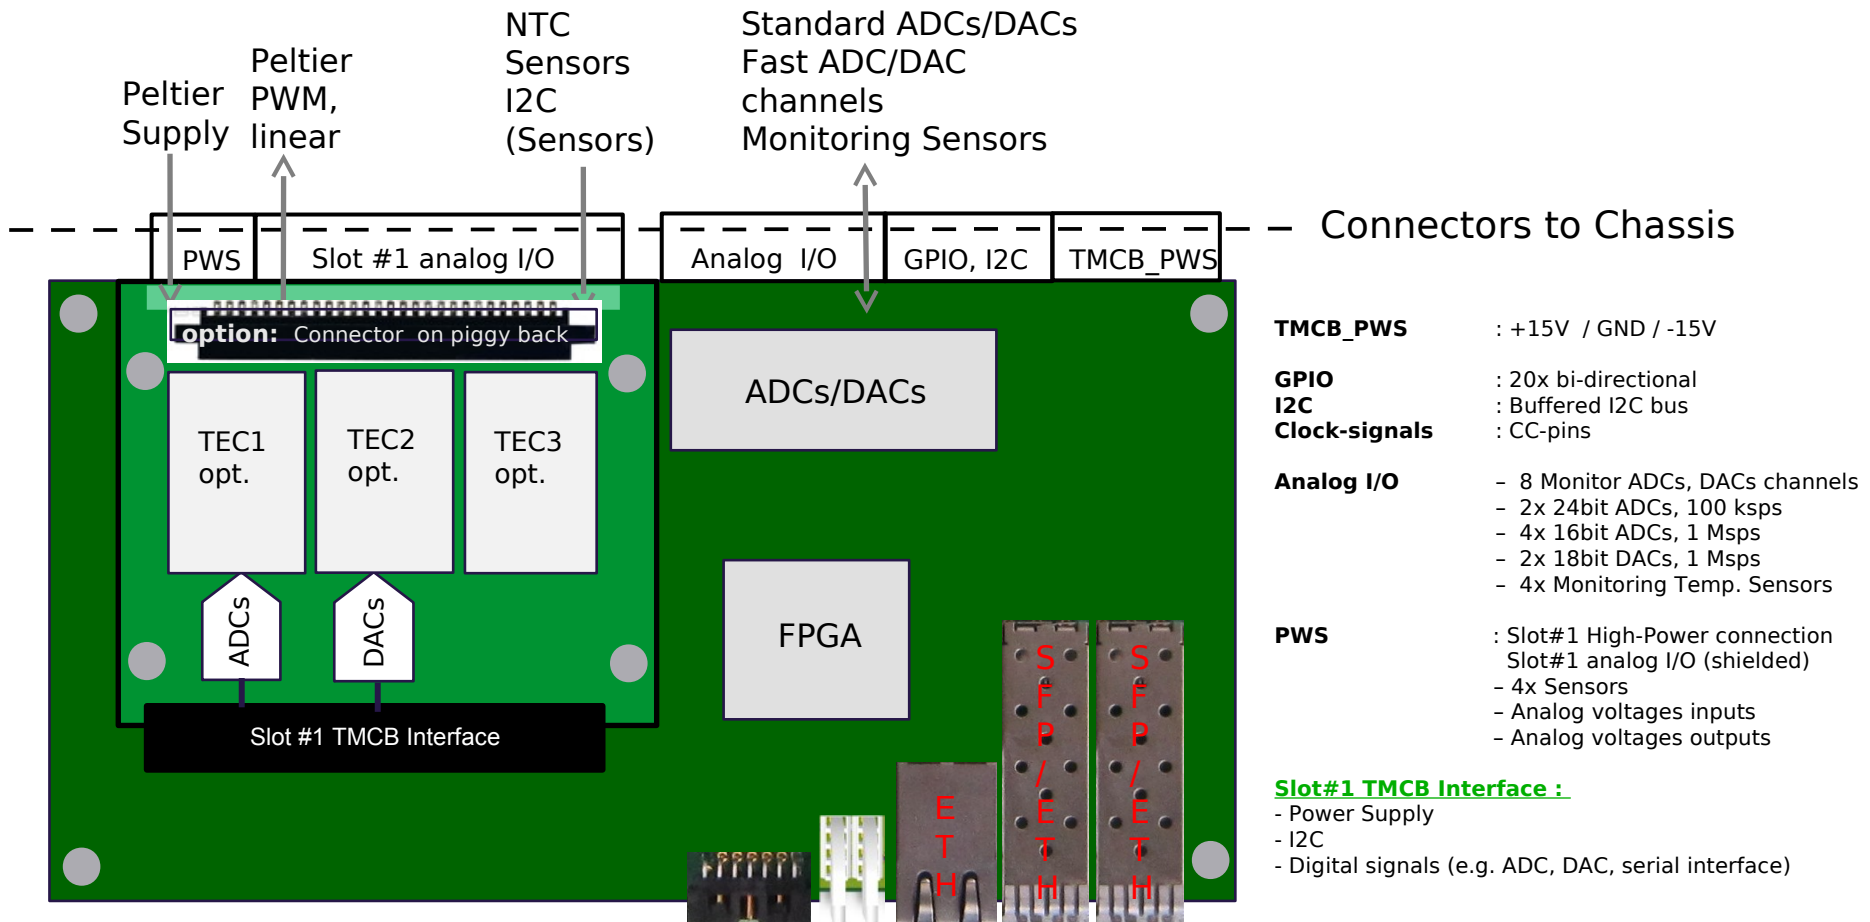 Peltier
Supply
Peltier
PWM,
linear
NTC
Sensors
I2C
(Sensors)
Standard ADCs/DACs
Fast ADC/DAC
channels
Monitoring Sensors
Connectors to Chassis
PWS
Slot #1 analog I/O
Analog I/O
GPIO, I2C
TMCB_PWS
option: Connector on piggy back
TEC1
opt.
TEC2
opt.
TEC3
opt.
ADCs
DACs
Slot #1 TMCB Interface
ADCs/DACs
FPGA
ETH
SFP/ETH
SFP/ETH
TMCB_PWS : +15V / GND / -15V
GPIO : 20x bi-directional
I2C : Buffered I2C bus
Clock-signals : CC-pins
Analog I/O – 8 Monitor ADCs, DACs channels
– 2x 24bit ADCs, 100 ksps
– 4x 16bit ADCs, 1 Msps
– 2x 18bit DACs, 1 Msps
– 4x Monitoring Temp. Sensors
PWS : Slot#1 High-Power connection
Slot#1 analog I/O (shielded)
– 4x Sensors
– Analog voltages inputs
– Analog voltages outputs
Slot#1 TMCB Interface :
- Power Supply
- I2C
- Digital signals (e.g. ADC, DAC, serial interface)